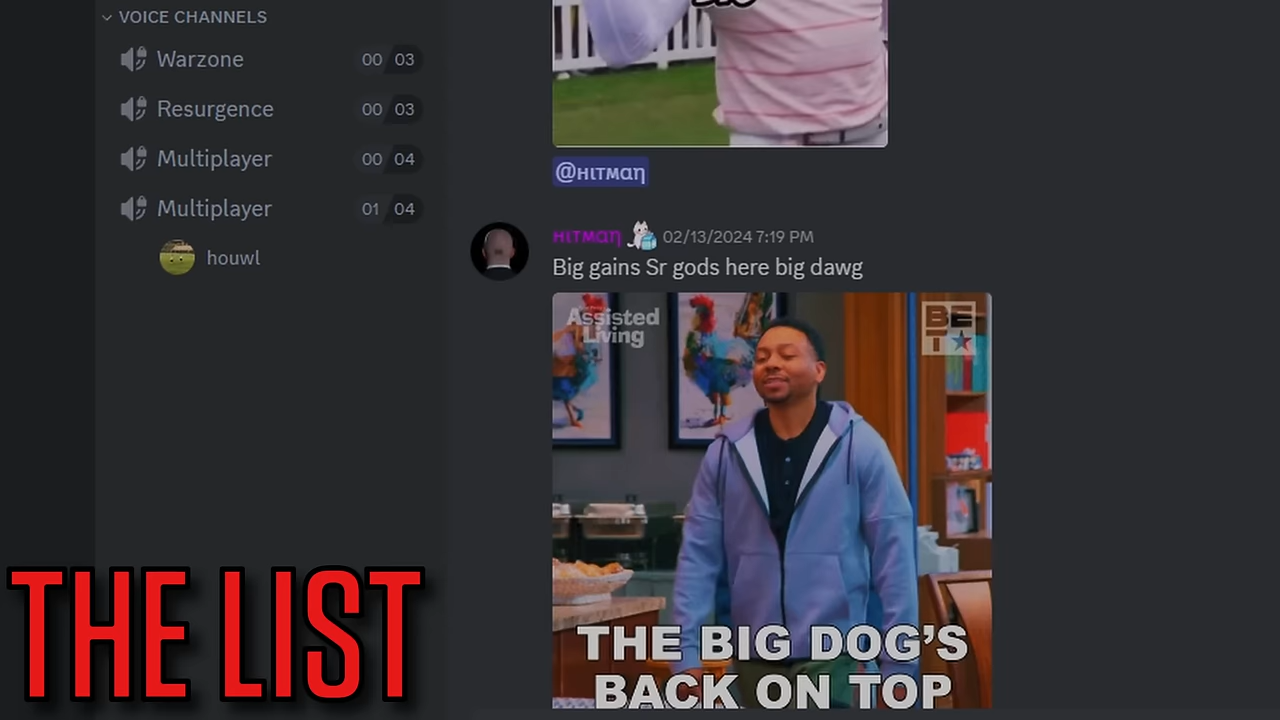 VOICE CHANNELS
Warzone 00 03
Resurgence 00 03
Multiplayer 00 04
Multiplayer 01 04
houwl
@нιтмαη
нιтмαη 02/13/2024 7:19 PM
Big gains Sr gods here big dawg
Assisted
Living
BE
T
THE BIG DOG’S
BACK ON TOP
THE LIST